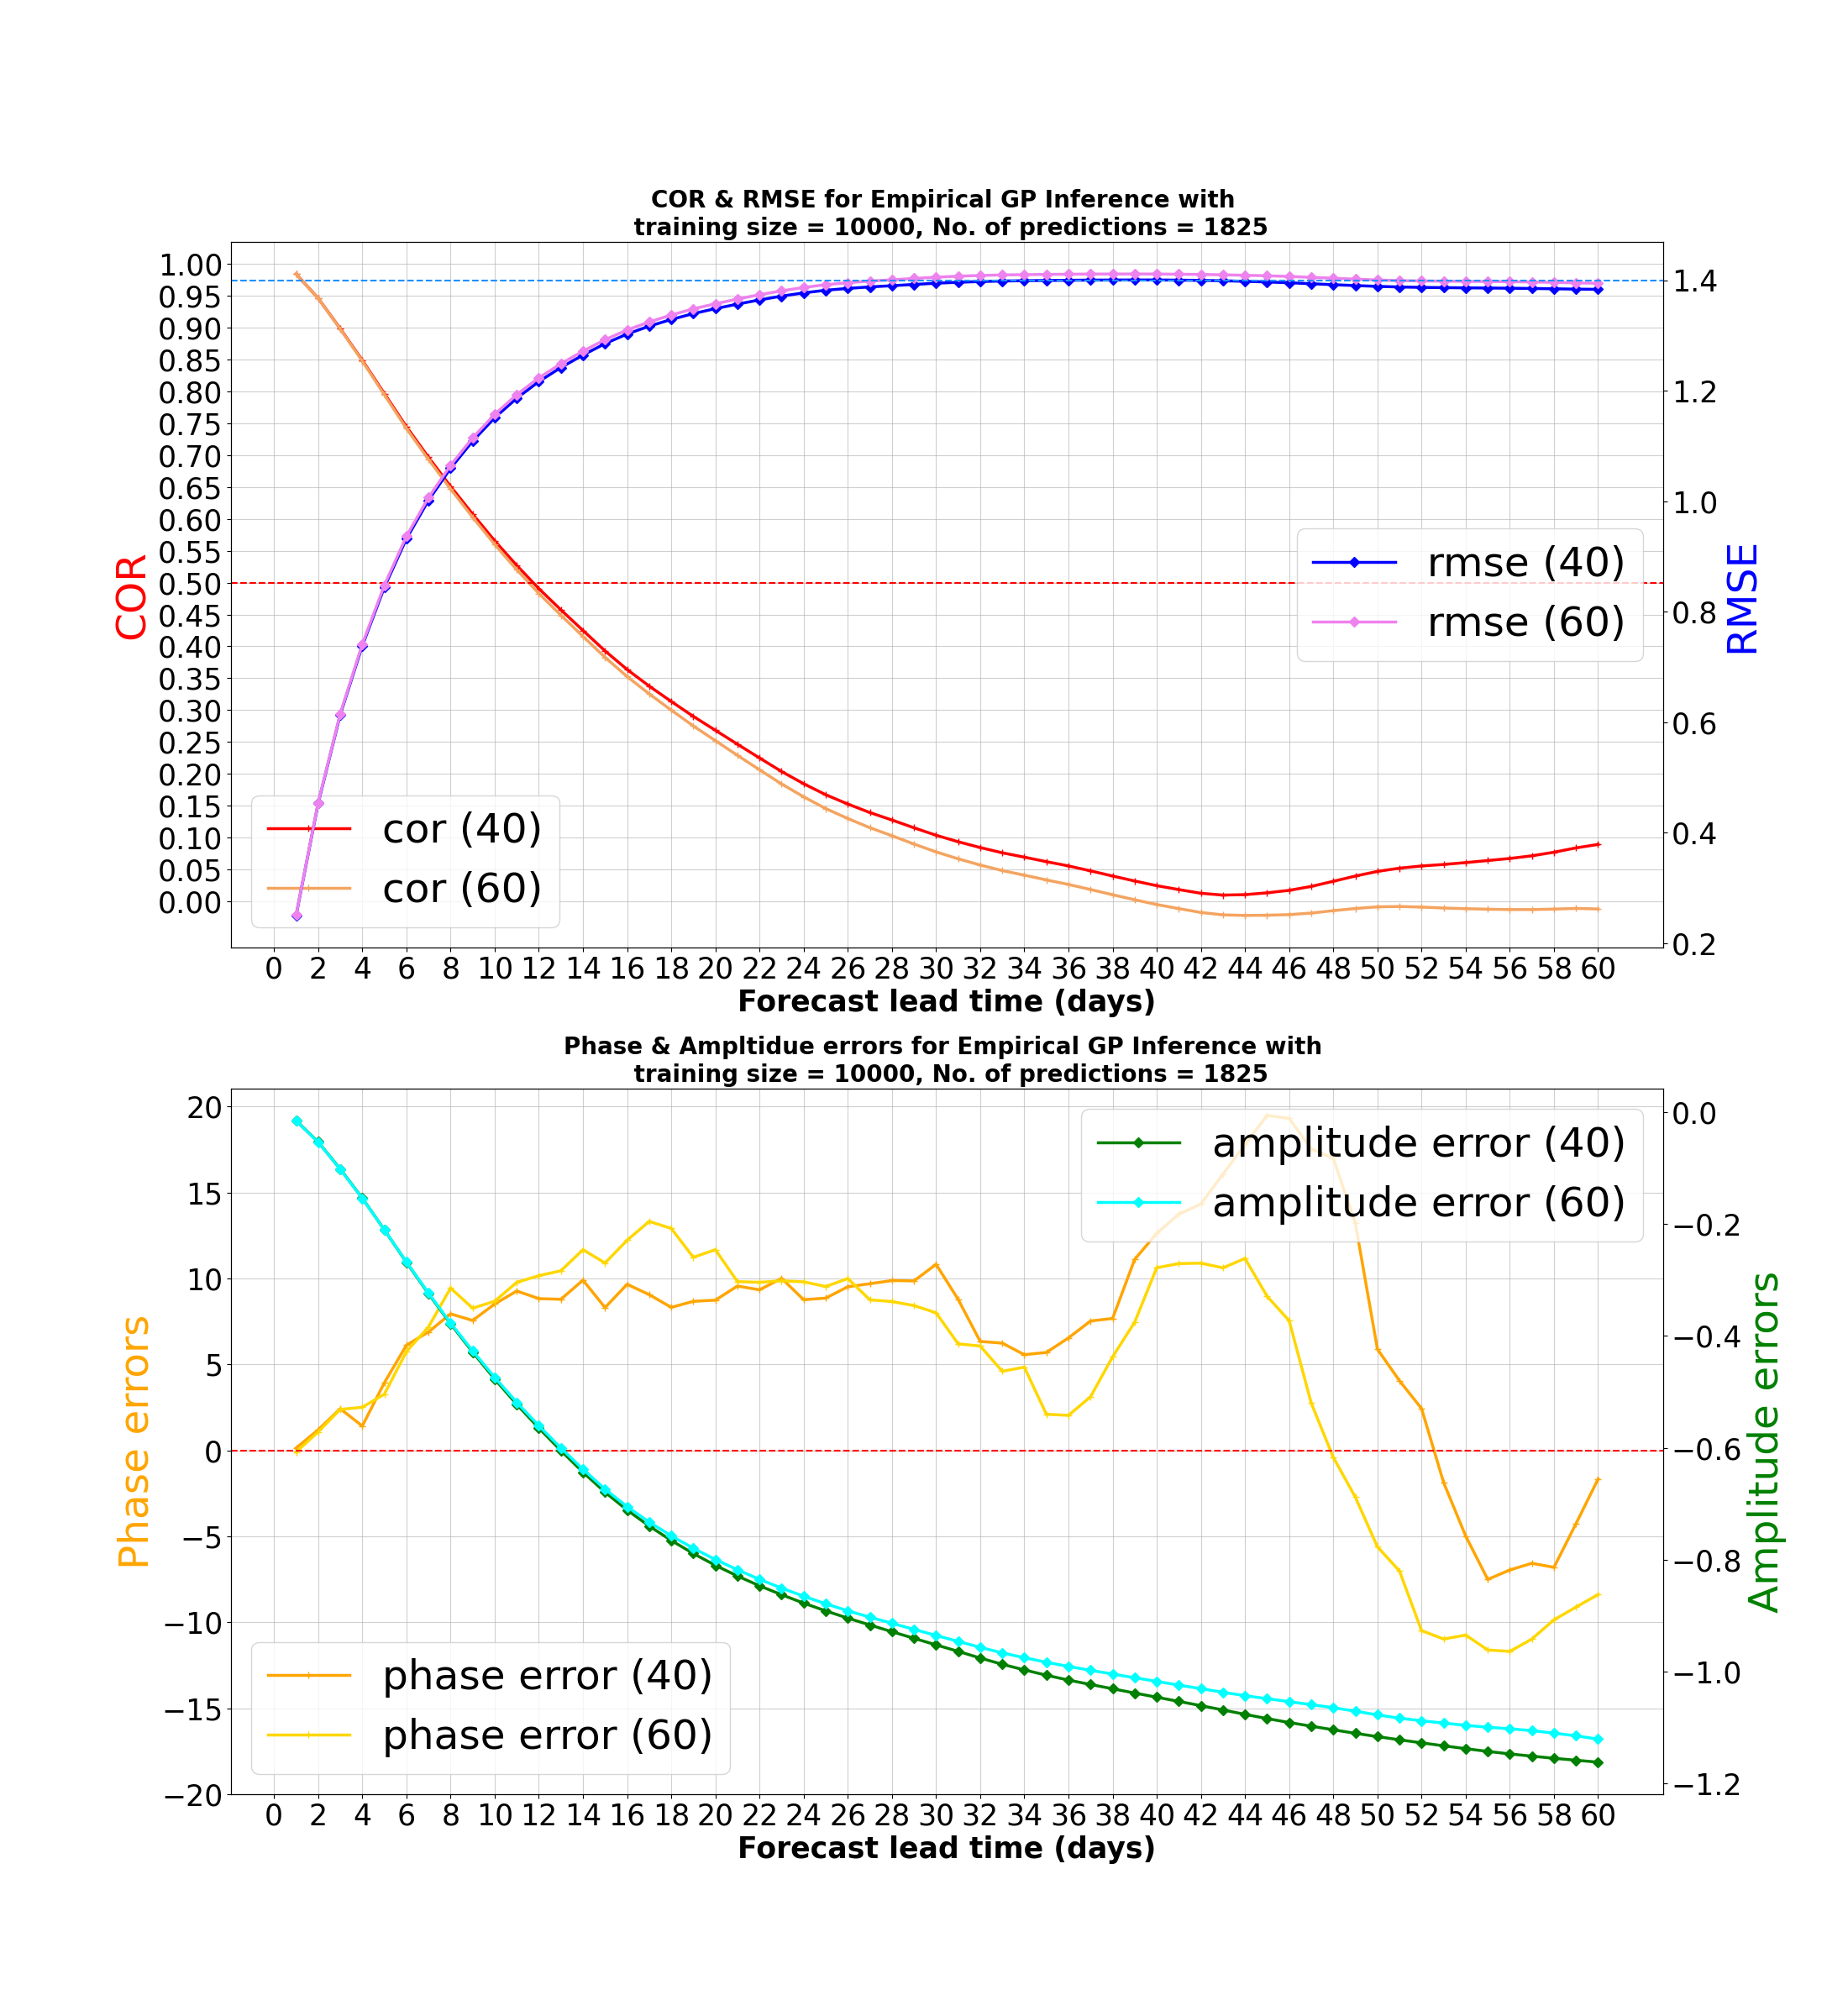 COR & RMSE for Empirical GP Inference with
training size = 10000, No. of predictions = 1825
1.00
0.95
0.90
0.85
0.80
0.75
0.70
0.65
0.60
0.55
0.50
0.45
0.40
0.35
0.30
0.25
0.20
0.15
0.10
0.05
0.00
COR
1.4
1.2
1.0
0.8
0.6
0.4
0.2
RMSE
rmse (40)
rmse (60)
cor (40)
cor (60)
0 2 4 6 8 10 12 14 16 18 20 22 24 26 28 30 32 34 36 38 40 42 44 46 48 50 52 54 56 58 60
Forecast lead time (days)
Phase & Ampltidue errors for Empirical GP Inference with
training size = 10000, No. of predictions = 1825
20
15
10
5
0
−5
−10
−15
−20
Phase errors
0.0
−0.2
−0.4
−0.6
−0.8
−1.0
−1.2
Amplitude errors
amplitude error (40)
amplitude error (60)
phase error (40)
phase error (60)
0 2 4 6 8 10 12 14 16 18 20 22 24 26 28 30 32 34 36 38 40 42 44 46 48 50 52 54 56 58 60
Forecast lead time (days)